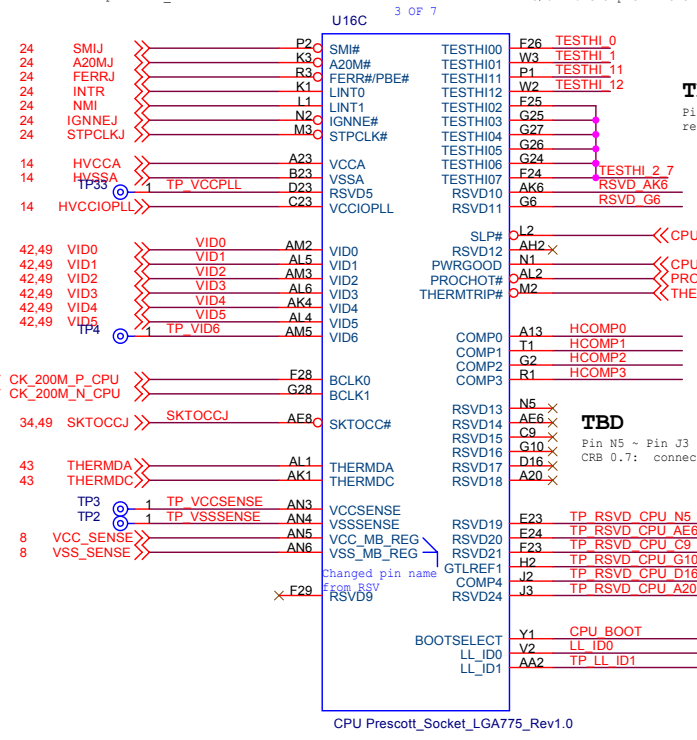 3 OF 7
U16C
24 SMIJ P2 SMI# TESTHI00 F26 TESTHI_0
24 A20MJ K3 A20M# TESTHI01 W3 TESTHI_1
24 FERRJ R3 FERR#/PBE# TESTHI11 P1 TESTHI_11
24 INTR K1 LINT0 TESTHI12 W2 TESTHI_12
24 NMI L1 LINT1 TESTHI02 F25
24 IGNNEJ N2 IGNNE# TESTHI03 G25
24 STPCLKJ M3 STPCLK# TESTHI04 G27
TESTHI05 G26
14 HVCCA A23 VCCA TESTHI06 G24
14 HVSSA B23 VSSA TESTHI07 F24 TESTHI_2_7
TP33 1 TP_VCCPLL D23 RSVD5 RSVD10 AK6 RSVD_AK6
14 HVCCIOPLL C23 VCCIOPLL RSVD11 G6 RSVD_G6
SLP# L2 CPU
RSVD12 AH2
42,49 VID0 VID0 AM2 VID0 PWRGOOD N1 CPU
42,49 VID1 VID1 AL5 VID1 PROCHOT# AL2 PRO
42,49 VID2 VID2 AM3 VID2 THERMTRIP# M2 THE
42,49 VID3 VID3 AL6 VID3
42,49 VID4 VID4 AK4 VID4
42,49 VID5 VID5 AL4 VID5
TP4 1 TP_VID6 AM5 VID6 COMP0 A13 HCOMP0
COMP1 T1 HCOMP1
COMP2 G2 HCOMP2
CK_200M_P_CPU F28 BCLK0 COMP3 R1 HCOMP3
CK_200M_N_CPU G28 BCLK1
RSVD13 N5
34,49 SKTOCCJ SKTOCCJ AE8 SKTOCC# RSVD14 AE6
RSVD15 C9
RSVD16 G10
43 THERMDA AL1 THERMDA RSVD17 D16
43 THERMDC AK1 THERMDC RSVD18 A20
TBD
Pin N5 ~ Pin J3
CRB 0.7: connec
TP3 1 TP_VCCSENSE AN3 VCCSENSE
TP2 1 TP_VSSSENSE AN4 VSSSENSE RSVD19 E23 TP_RSVD_CPU_N5
8 VCC_SENSE AN5 VCC_MB_REG RSVD20 E24 TP_RSVD_CPU_AE6
8 VSS_SENSE AN6 VSS_MB_REG RSVD21 F23 TP_RSVD_CPU_C9
GTLREF1 H2 TP_RSVD_CPU_G10
Changed pin name COMP4 J2 TP_RSVD_CPU_D16
from RSV
F29 RSVD9 RSVD24 J3 TP_RSVD_CPU_A20
BOOTSELECT Y1 CPU_BOOT
LL_ID0 V2 LL_ID0
LL_ID1 AA2 TP_LL_ID1
CPU Prescott_Socket_LGA775_Rev1.0
T
Pi
re